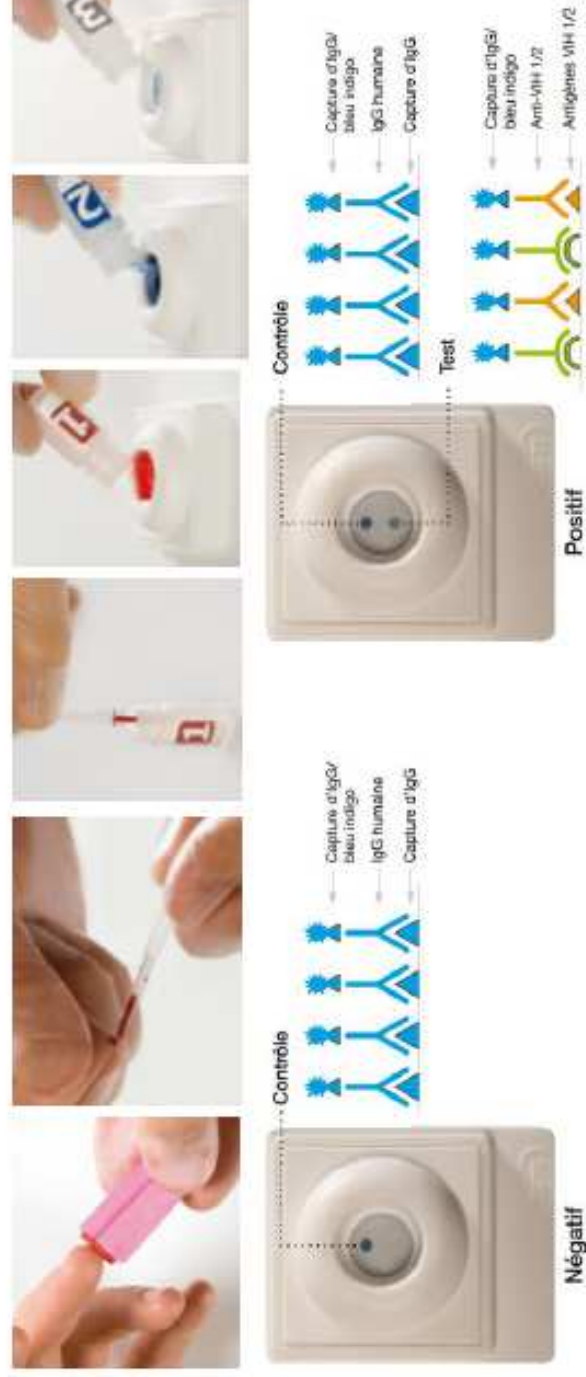 1
1
2
3
Contrôle
Capture d'IgG/
bleu indigo
IgG humaine
Capture d'IgG
Négatif
Contrôle
Capture d'IgG/
bleu indigo
IgG humaine
Capture d'IgG
Test
Capture d'IgG/
bleu indigo
Anti-VIH 1/2
Antigènes VIH 1/2
Positif